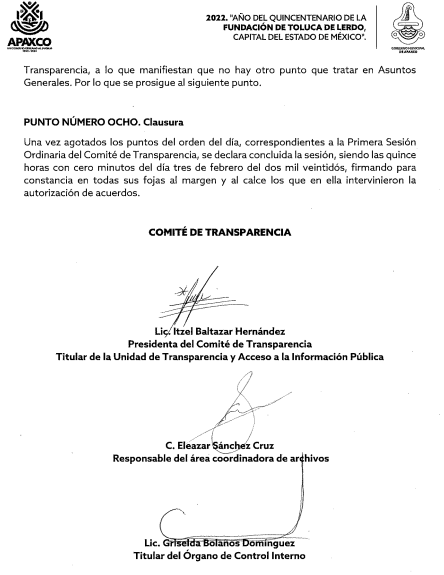 APAXCO
2022. "AÑO DEL QUINCENTENARIO DE LA
FUNDACIÓN DE TOLUCA DE LERDO,
CAPITAL DEL ESTADO DE MÉXICO".
GOBIERNO MUNICIPAL
DE APAXCO
Transparencia, a lo que manifiestan que no hay otro punto que tratar en Asuntos
Generales. Por lo que se prosigue al siguiente punto.
PUNTO NÚMERO OCHO. Clausura
Una vez agotados los puntos del orden del día, correspondientes a la Primera Sesión
Ordinaria del Comité de Transparencia, se declara concluida la sesión, siendo las quince
horas con cero minutos del día tres de febrero del dos mil veintidós, firmando para
constancia en todas sus fojas al margen y al calce los que en ella intervinieron la
autorización de acuerdos.
COMITÉ DE TRANSPARENCIA
Lic. Itzel Baltazar Hernández
Presidenta del Comité de Transparencia
Titular de la Unidad de Transparencia y Acceso a la Información Pública
C. Eleazar Sánchez Cruz
Responsable del área coordinadora de archivos
Lic. Griselda Bolaños Domínguez
Titular del Órgano de Control Interno